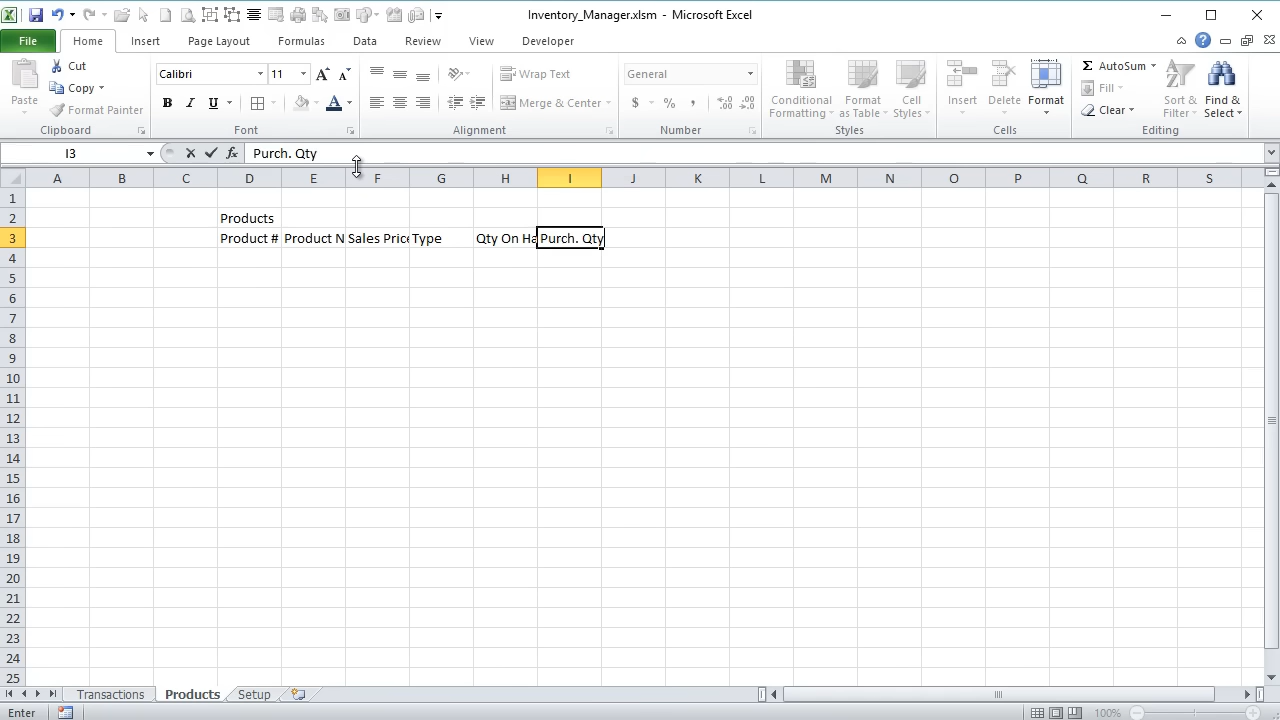 Inventory_Manager.xlsm - Microsoft Excel
File Home Insert Page Layout Formulas Data Review View Developer
Paste
Cut
Copy
Format Painter
Clipboard
Calibri 11
B I U A
Font
Wrap Text
Merge & Center
Alignment
General
$ % ,
Number
Conditional Formatting
Format as Table
Cell Styles
Styles
Insert Delete Format
Cells
Σ AutoSum
Fill
Clear
Sort & Filter
Find & Select
Editing
I3 fx Purch. Qty
A B C D E F G H I J K L M N O P Q R S
1
2 Products
3 Product # Product N Sales Price Type Qty On Ha Purch. Qty
4
5
6
7
8
9
10
11
12
13
14
15
16
17
18
19
20
21
22
23
24
25
Transactions Products Setup
Enter 100%